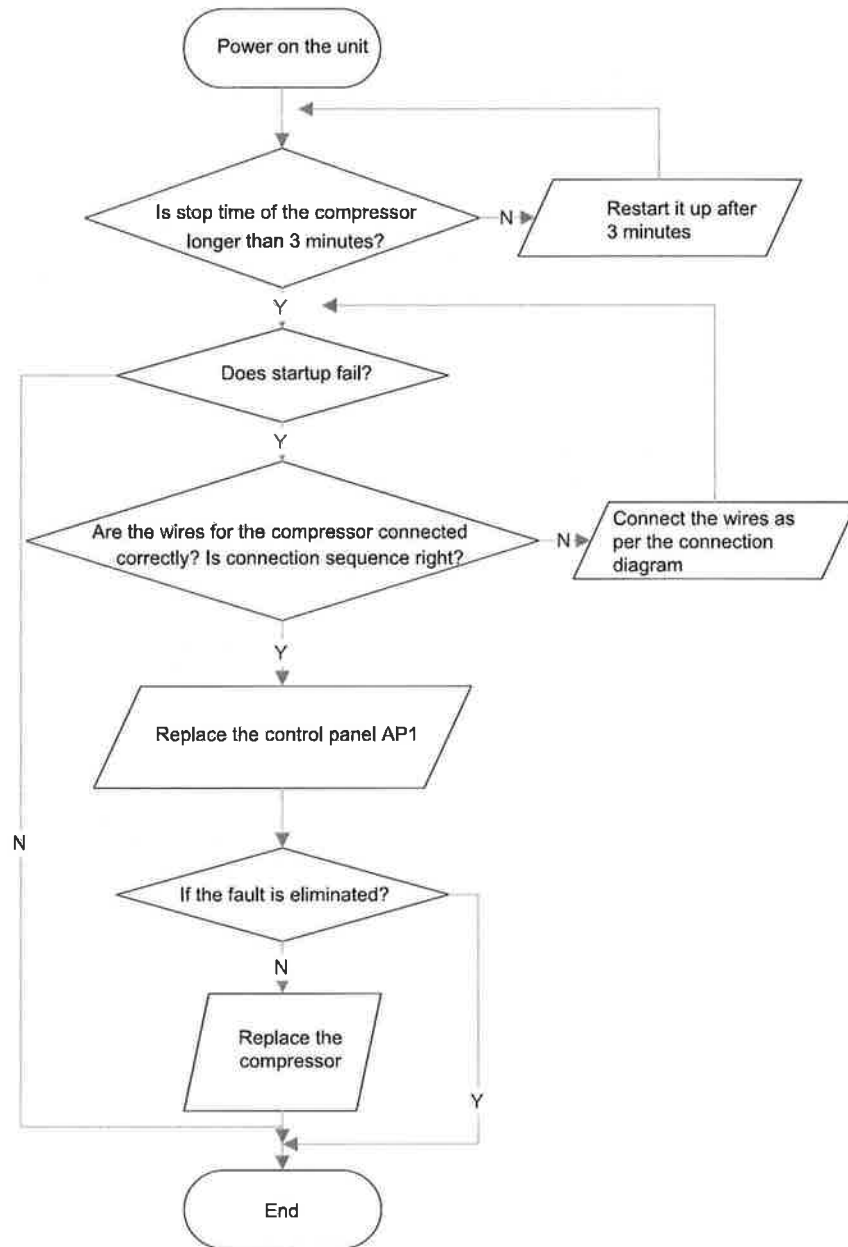 Power on the unit
Is stop time of the compressor
longer than 3 minutes?
N
Restart it up after
3 minutes
Y
Does startup fail?
Y
Are the wires for the compressor connected
correctly? Is connection sequence right?
N
Connect the wires as
per the connection
diagram
Y
Replace the control panel AP1
N
If the fault is eliminated?
N
Replace the
compressor
Y
End